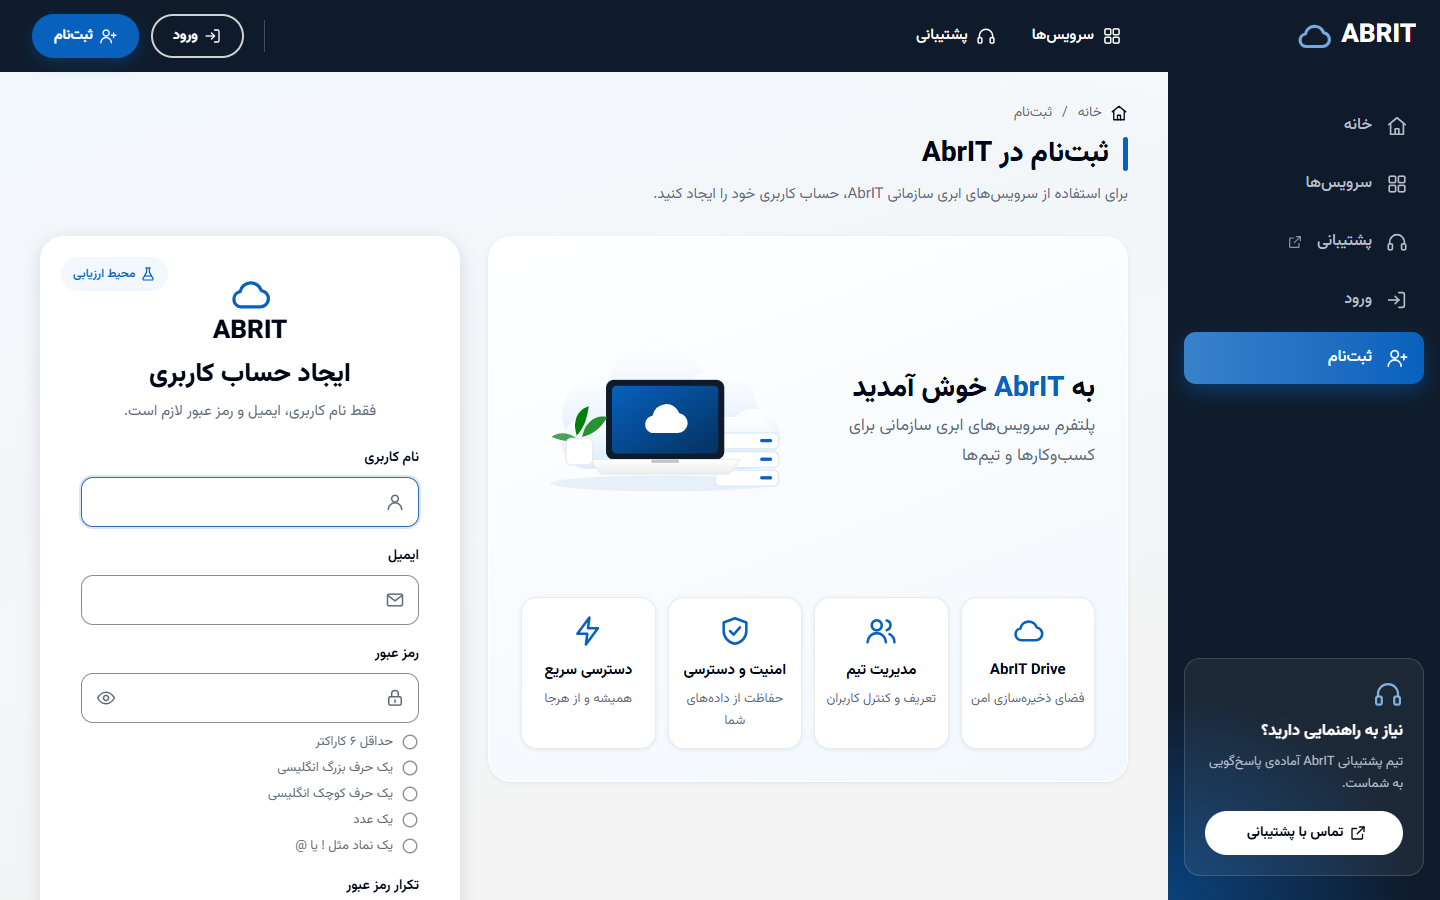 ABRIT
سرویس‌ها
پشتیبانی
ورود
ثبت‌نام
خانه
سرویس‌ها
پشتیبانی
ورود
ثبت‌نام
نیاز به راهنمایی دارید؟
تیم پشتیبانی AbrIT آماده‌ی پاسخ‌گویی
به شماست.
تماس با پشتیبانی
خانه / ثبت‌نام
ثبت‌نام در AbrIT
برای استفاده از سرویس‌های ابری سازمانی AbrIT، حساب کاربری خود را ایجاد کنید.
به AbrIT خوش آمدید
پلتفرم سرویس‌های ابری سازمانی برای
کسب‌وکارها و تیم‌ها
AbrIT Drive
فضای ذخیره‌سازی امن
مدیریت تیم
تعریف و کنترل کاربران
امنیت و دسترسی
حفاظت از داده‌های
شما
دسترسی سریع
همیشه و از هرجا
محیط ارزیابی
ABRIT
ایجاد حساب کاربری
فقط نام کاربری، ایمیل و رمز عبور لازم است.
نام کاربری
ایمیل
رمز عبور
حداقل ۶ کاراکتر
یک حرف بزرگ انگلیسی
یک حرف کوچک انگلیسی
یک عدد
یک نماد مثل ! یا @
تکرار رمز عبور